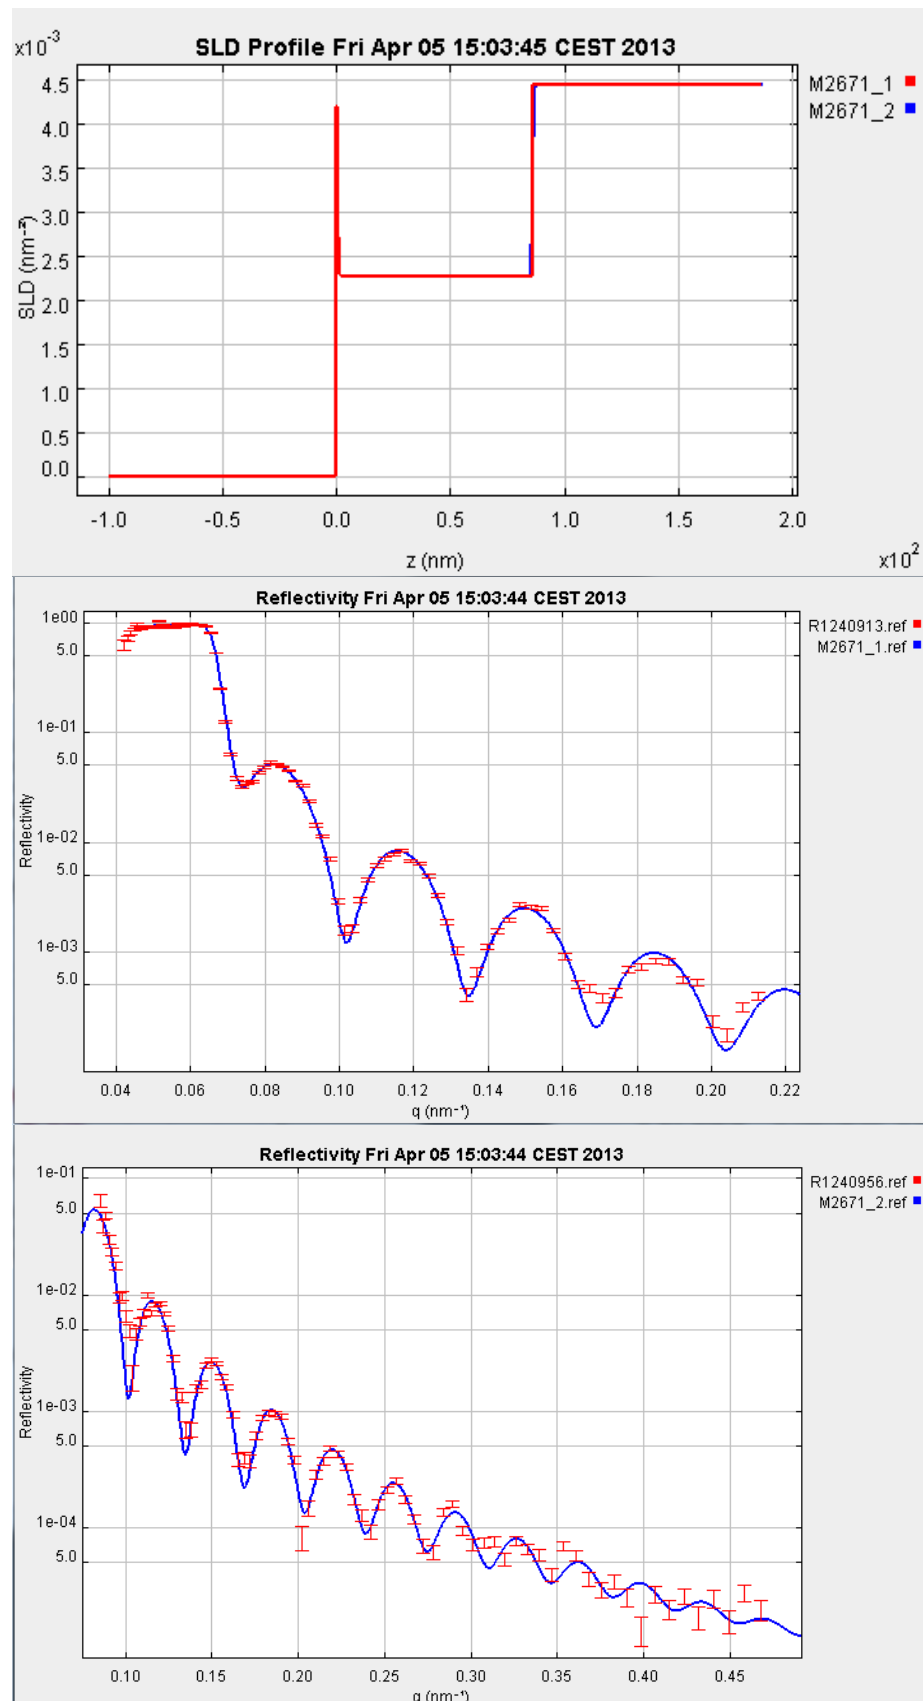 x10⁻³
SLD Profile Fri Apr 05 15:03:45 CEST 2013
M2671_1
M2671_2
4.5
4.0
3.5
3.0
2.5
2.0
1.5
1.0
0.5
0.0
SLD (nm⁻²)
-1.0 -0.5 0.0 0.5 1.0 1.5 2.0
z (nm)
x10²
Reflectivity Fri Apr 05 15:03:44 CEST 2013
R1240913.ref
M2671_1.ref
1e00
5.0
1e-01
5.0
1e-02
5.0
1e-03
5.0
Reflectivity
0.04 0.06 0.08 0.10 0.12 0.14 0.16 0.18 0.20 0.22
q (nm⁻¹)
Reflectivity Fri Apr 05 15:03:44 CEST 2013
R1240956.ref
M2671_2.ref
1e-01
5.0
1e-02
5.0
1e-03
5.0
1e-04
5.0
Reflectivity
0.10 0.15 0.20 0.25 0.30 0.35 0.40 0.45
q (nm⁻¹)